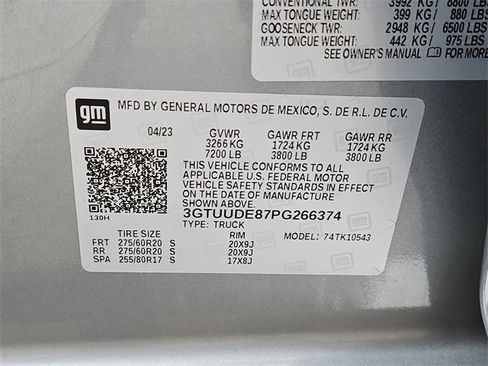 CONVENTIONAL TWR: 3992 KG/ 8800 LBS
MAX TONGUE WEIGHT: 399 KG/ 880 LBS
GOOSENECK TWR: 2948 KG/ 6500 LBS
MAX TONGUE WEIGHT: 442 KG/ 975 LBS
SEE OWNER'S MANUAL FOR MORE
gm
MFD BY GENERAL MOTORS DE MEXICO, S. DE R.L. DE C.V.
04/23 GVWR GAWR FRT GAWR RR
3266 KG 1724 KG 1724 KG
7200 LB 3800 LB 3800 LB
THIS VEHICLE CONFORMS TO ALL
APPLICABLE U.S. FEDERAL MOTOR
VEHICLE SAFETY STANDARDS IN EFFECT
ON THE DATE OF MANUFACTURE
SHOWN ABOVE.
3GTUUDE87PG266374
130H TYPE: TRUCK
TIRE SIZE RIM MODEL: 74TK10543
FRT 275/60R20 S 20X9J
RR 275/60R20 S 20X9J
SPA 255/80R17 S 17X8J